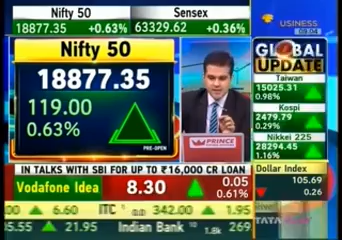 Nifty 50
18877.35 +0.63%
Sensex
63329.62 +0.36%
USINESS
Nifty 50
18877.35
119.00
0.63%
PRE-OPEN
PRINCE
GLOBAL
UPDATE
Taiwan
15025.31
0.98%
Kospi
2479.79
0.29%
Nikkei 225
28294.45
1.16%
IN TALKS WITH SBI FOR UP TO ₹16,000 CR LOAN
Vodafone Idea 8.30 0.05
0.61%
Dollar Index
105.69
0.26
6.60 ITC 342.00 1.95
21.95 Indian Bank
TATA